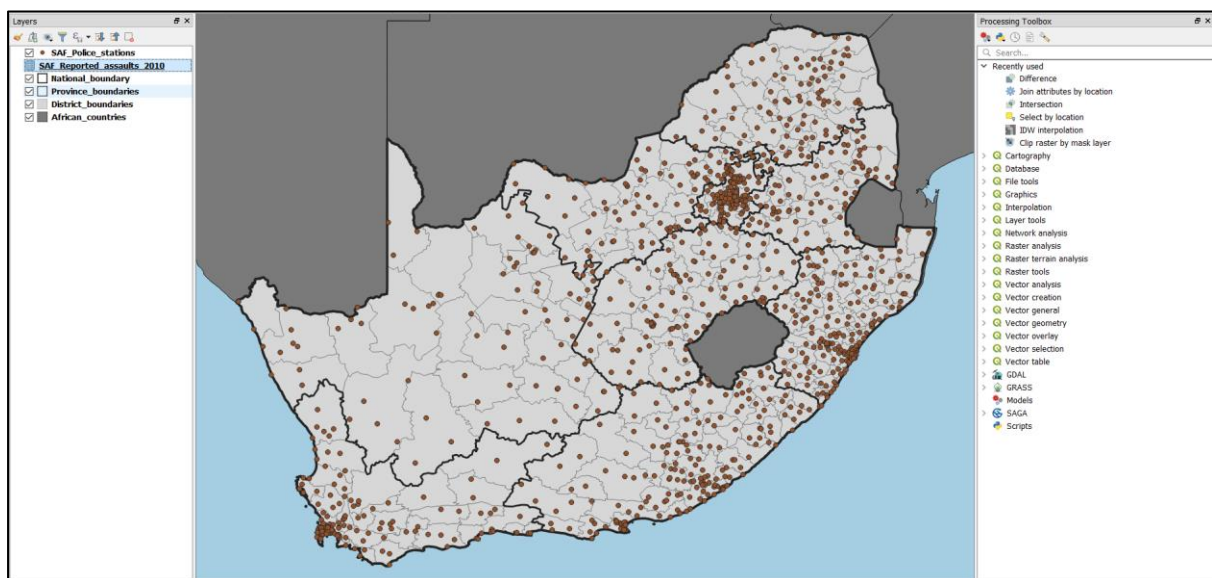 Layers
SAF_Police_stations
SAF_Reported_assaults_2010
National_boundary
Province_boundaries
District_boundaries
African_countries
Processing Toolbox
Search...
Recently used
Difference
Join attributes by location
Intersection
Select by location
IDW interpolation
Clip raster by mask layer
Cartography
Database
File tools
Graphics
Interpolation
Layer tools
Network analysis
Raster analysis
Raster terrain analysis
Raster tools
Vector analysis
Vector creation
Vector general
Vector geometry
Vector overlay
Vector selection
Vector table
GDAL
GRASS
Models
SAGA
Scripts